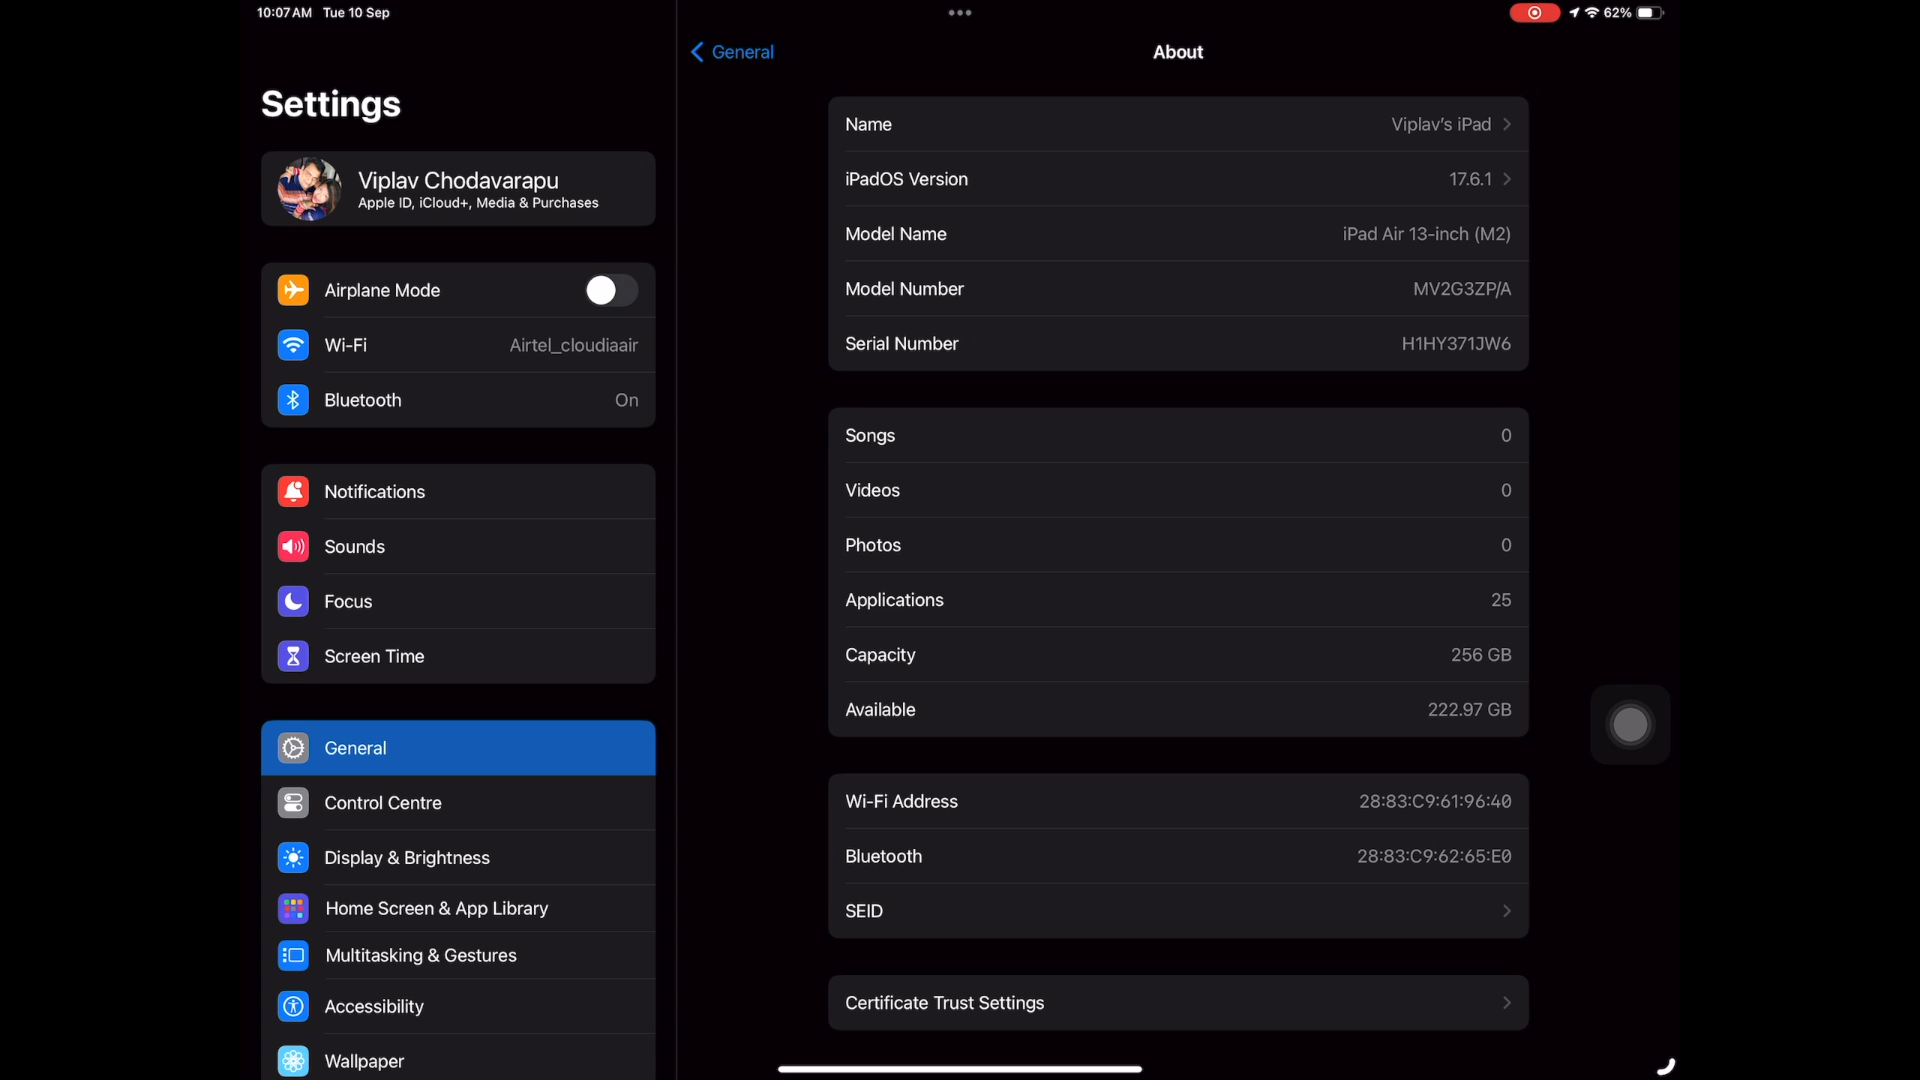 10:07 AM Tue 10 Sep
62%
Settings
Viplav Chodavarapu
Apple ID, iCloud+, Media & Purchases
Airplane Mode
Wi-Fi Airtel_cloudiaair
Bluetooth On
Notifications
Sounds
Focus
Screen Time
General
Control Centre
Display & Brightness
Home Screen & App Library
Multitasking & Gestures
Accessibility
Wallpaper
General
About
Name Viplav’s iPad
iPadOS Version 17.6.1
Model Name iPad Air 13-inch (M2)
Model Number MV2G3ZP/A
Serial Number H1HY371JW6
Songs 0
Videos 0
Photos 0
Applications 25
Capacity 256 GB
Available 222.97 GB
Wi-Fi Address 28:83:C9:61:96:40
Bluetooth 28:83:C9:62:65:E0
SEID
Certificate Trust Settings